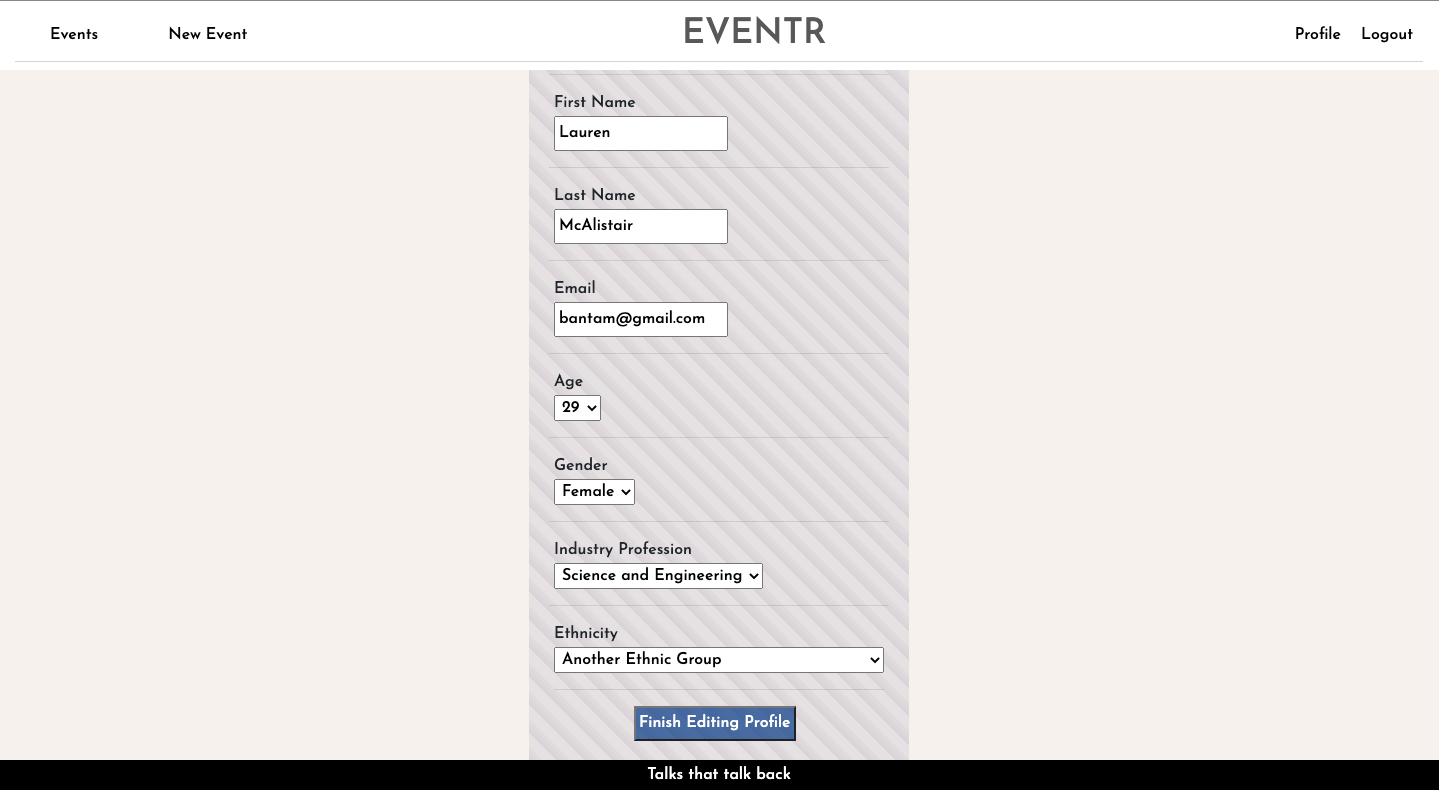 Events New Event EVENTR Profile Logout
First Name
Lauren
Last Name
McAlistair
Email
bantam@gmail.com
Age
29
Gender
Female
Industry Profession
Science and Engineering
Ethnicity
Another Ethnic Group
Finish Editing Profile
Talks that talk back